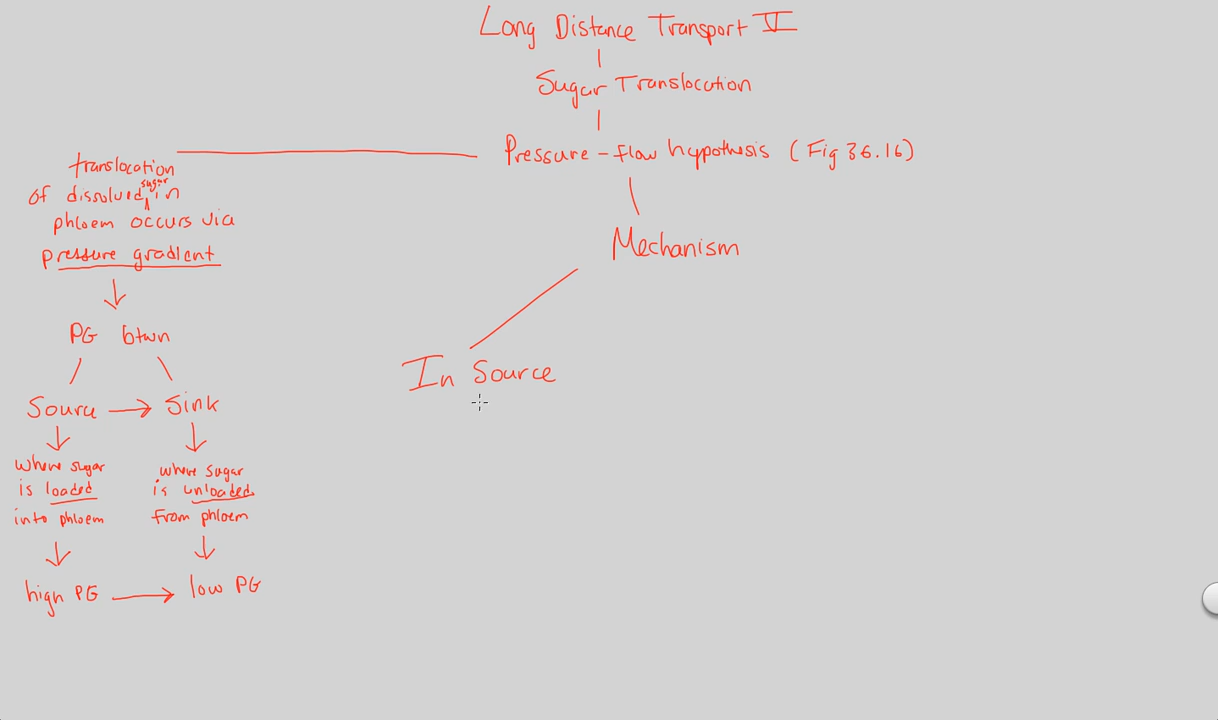 Long Distance Transport V
Sugar Translocation
Pressure - flow hypothesis (Fig 36.16)
translocation
of dissolved sugar in
phloem occurs via
pressure gradient
PG btwn
Source → Sink
where sugar
is loaded
into phloem
where sugar
is unloaded
from phloem
high PG → low PG
Mechanism
In Source